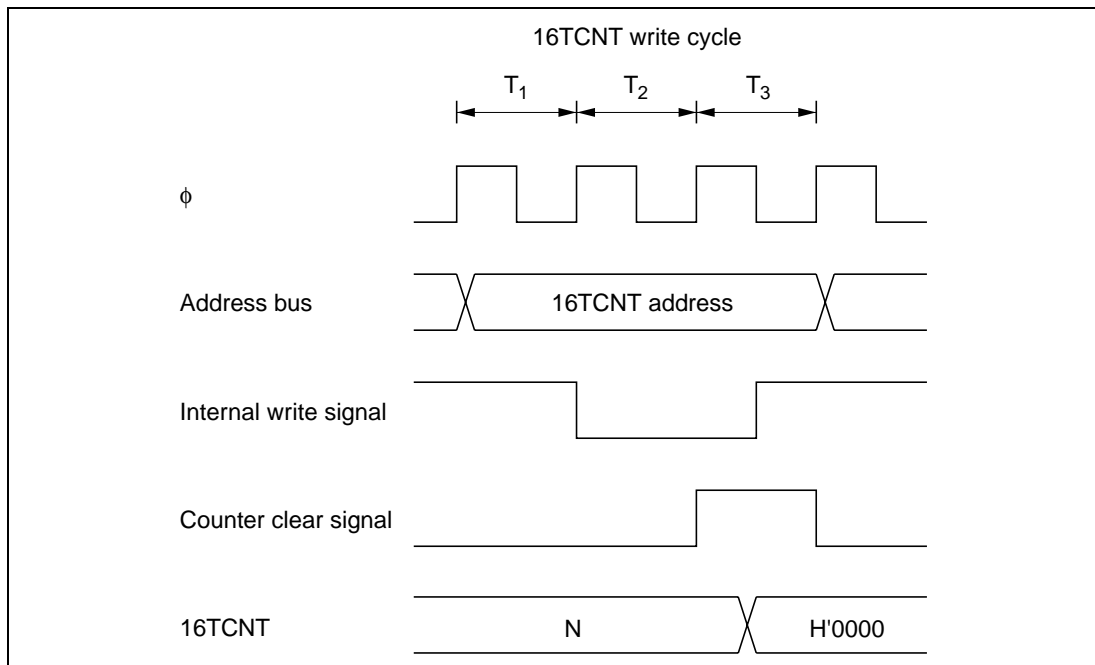 16TCNT write cycle
T1 T2 T3
φ
Address bus 16TCNT address
Internal write signal
Counter clear signal
16TCNT N H'0000